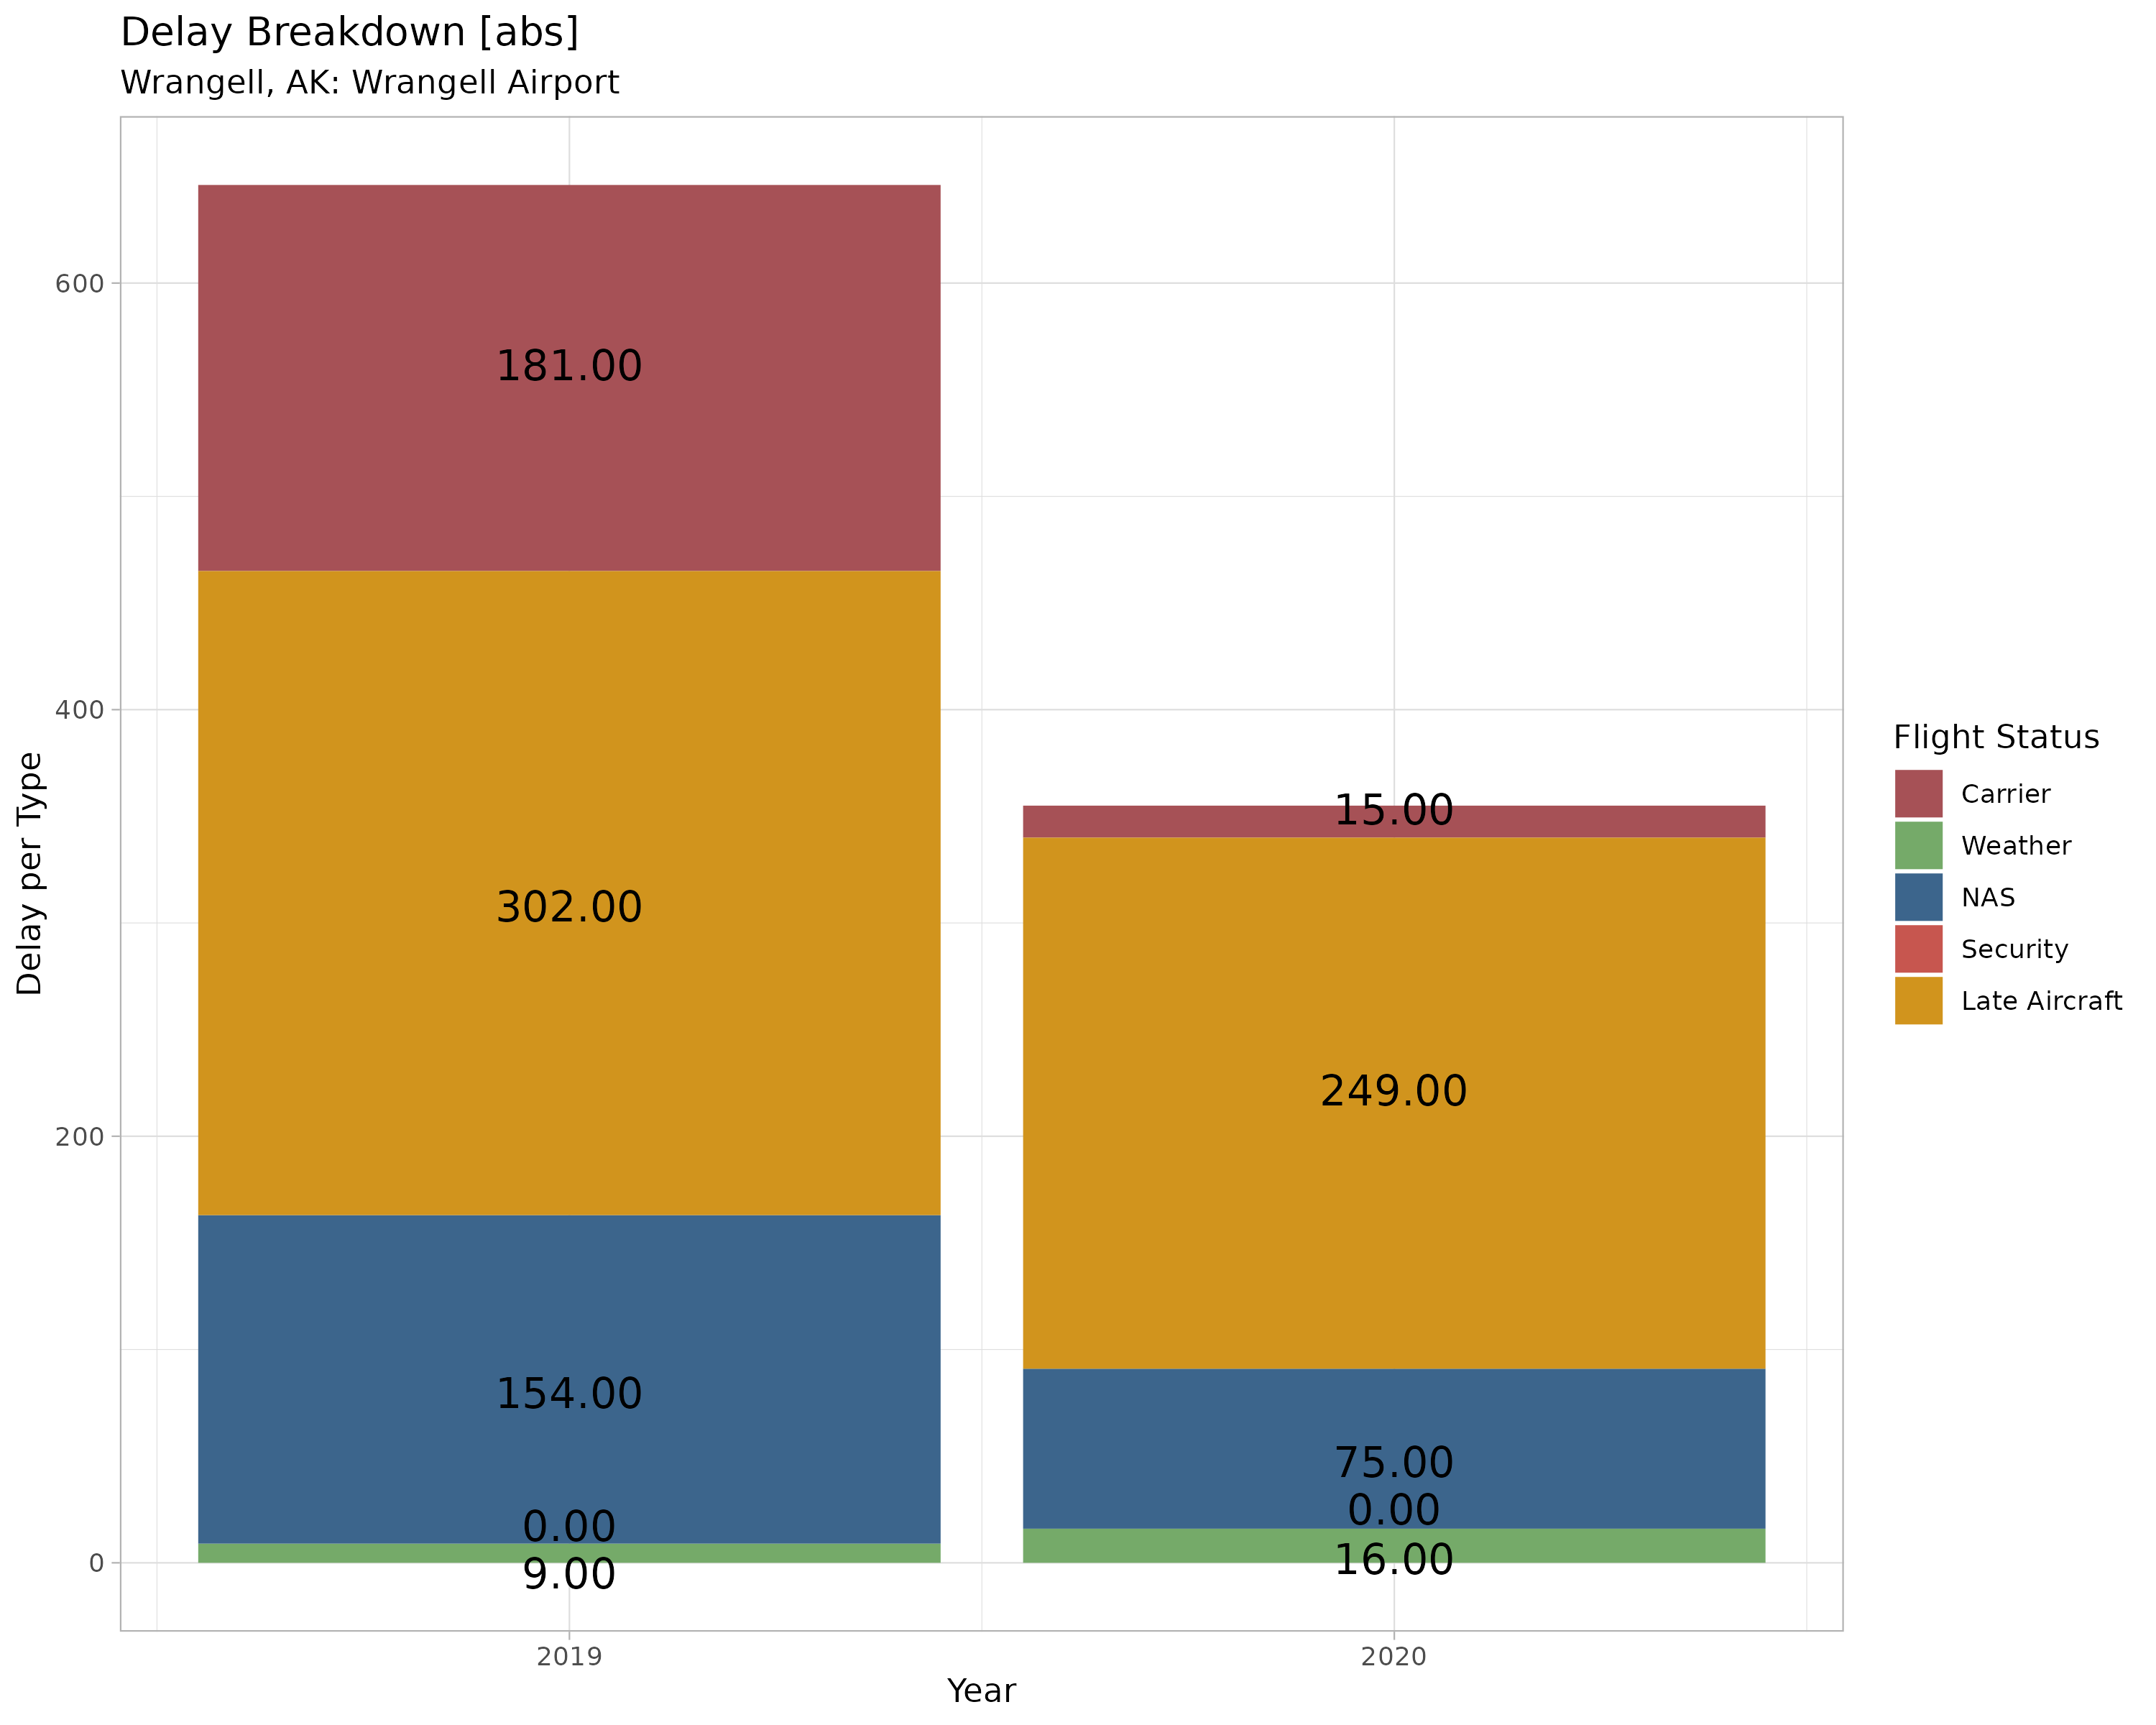 Delay Breakdown [abs]
Wrangell, AK: Wrangell Airport
Delay per Type
600
400
200
0
181.00
302.00
154.00
0.00
9.00
15.00
249.00
75.00
0.00
16.00
2019
2020
Year
Flight Status
Carrier
Weather
NAS
Security
Late Aircraft